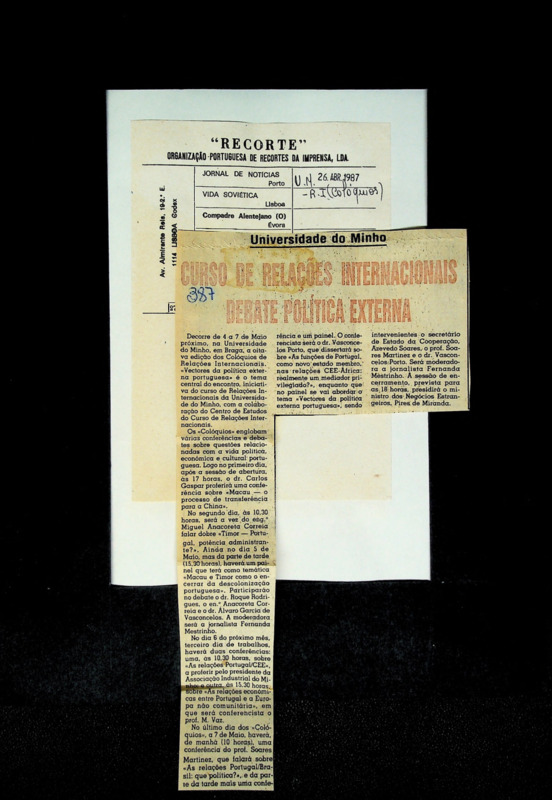 "RECORTE"
ORGANIZAÇÃO PORTUGUESA DE RECORTES DA IMPRENSA, LDA.
Av. Almirante Reis, 19-2.º E.
1114 LISBOA Codex
JORNAL DE NOTÍCIAS
Porto
VIDA SOVIÉTICA
Lisboa
Compadre Alentejano (O)
Évora
U.M. 26. ABR. 1987
- R.I (Colóquios)
Universidade do Minho
CURSO DE RELAÇÕES INTERNACIONAIS
DEBATE POLÍTICA EXTERNA
387
Decorre de 4 a 7 de Maio
próximo, na Universidade
do Minho, em Braga, a oita-
va edição dos Colóquios de
Relações Internacionais.
«Vectores da política exter-
na portuguesa» é o tema
central do encontro, iniciati-
va do curso de Relações In-
ternacionais da Universida-
de do Minho, com a colabo-
ração do Centro de Estudos
do Curso de Relações Inter-
nacionais.
Os «Colóquios» englobam
várias conferências e deba-
tes sobre questões relacio-
nadas com a vida política,
económica e cultural portu-
guesa. Logo no primeiro dia,
após a sessão de abertura,
às 17 horas, o dr. Carlos
Gaspar proferirá uma confe-
rência sobre «Macau — o
processo de transferência
para a China».
No segundo dia, às 10,30
horas, será a vez do eng.º
Miguel Anacoreta Correia
falar dobre «Timor — Portu-
gal, potência administran-
te?». Ainda no dia 5 de
Maio, mas da parte de tarde
(15,30 horas), haverá um pai-
nel que terá como temática
«Macau e Timor como o en-
cerrar da descolonização
portuguesa». Participarão
no debate o dr. Roque Rodri-
gues, o en.º Anacoreta Cor-
reia e o dr. Álvaro Garcia de
Vasconcelos. A moderadora
será a jornalista Fernanda
Mestrinho.
No dia 6 do próximo mês,
terceiro dia de trabalhos,
haverá duas conferências:
uma, às 10,30 horas, sobre
«As relações Portugal/CEE»,
a proferir pelo presidente da
Associação Industrial do Mi-
nho; e outra, às 15,30 horas,
sobre «As relações económi-
cas entre Portugal e a Euro-
pa não comunitária», em
que será conferencista o
prof. M. Vaz.
No último dia dos «Coló-
quios», a 7 de Maio, haverá,
de manhã (10 horas), uma
conferência do prof. Soares
Martinez, que falará sobre
«As relações Portugal/Bra-
sil: que política?», e da par-
te da tarde mais uma confe-
rência e um painel. O confe-
rencista será o dr. Vasconce-
los Porto, que dissertará so-
bre «As funções de Portugal,
como novo estado membro,
nas relações CEE-África:
realmente um mediador pri-
vilegiado?», enquanto que
no painel se vai abordar o
tema «Vectores da política
externa portuguesa», sendo
intervenientes o secretário
de Estado da Cooperação,
Azevedo Soares, o prof. Soa-
res Martines e o dr. Vascon-
celos Porto. Será moderado-
ra a jornalista Fernanda
Mestrinho. A sessão de en-
cerramento, prevista para
as 18 horas, presidirá o mi-
nistro dos Negócios Estran-
geiros, Pires de Miranda.